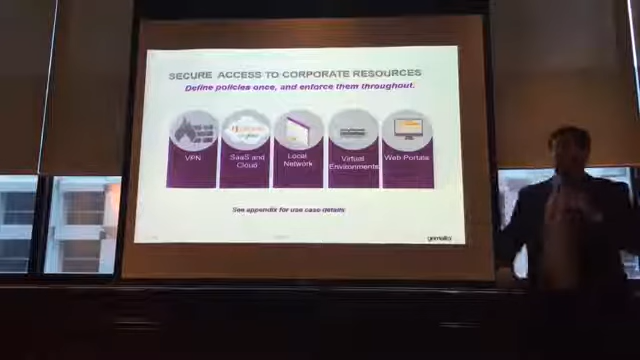 SECURE ACCESS TO CORPORATE RESOURCES
Define policies once, and enforce them throughout.
VPN
SaaS and
Cloud
Local
Network
Virtual
Environments
Web Portals
See appendix for use case details
gemalto